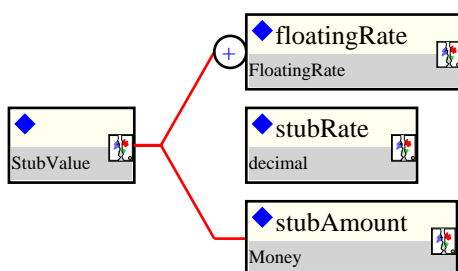 floatingRate
+
FloatingRate
stubRate
StubValue
decimal
stubAmount
Money